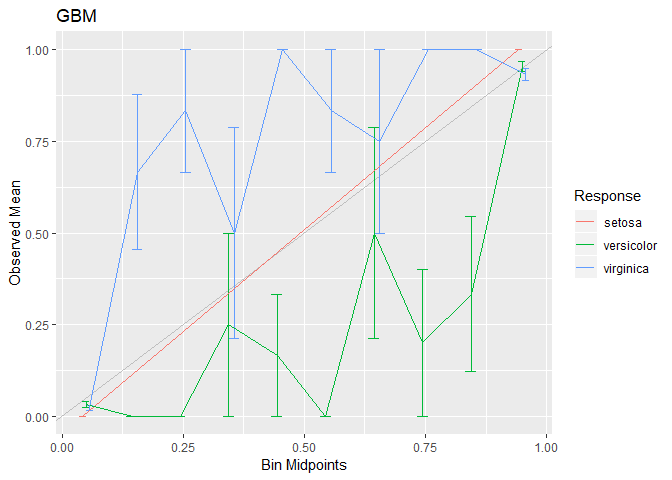 GBM
1.00
0.75
0.50
0.25
0.00
Observed Mean
0.00 0.25 0.50 0.75 1.00
Bin Midpoints
Response
setosa
versicolor
virginica